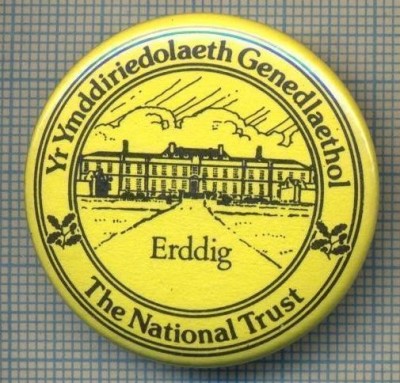 Yr Ymddiriedolaeth Genedlaethol
Erddig
The National Trust